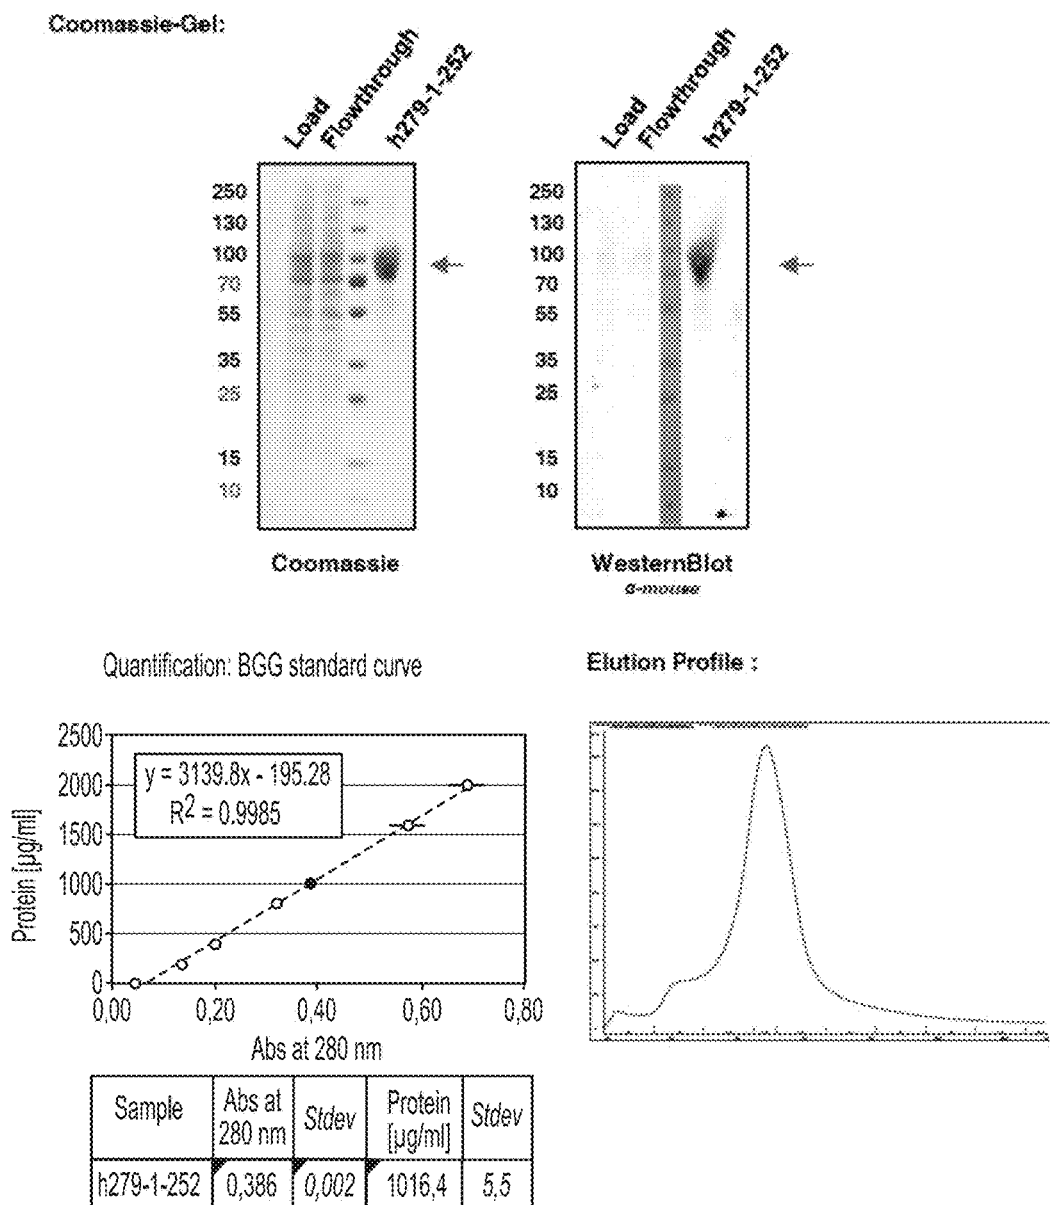 Coomassie-Gel:
Load
Flowthrough
h279-1-252
Load
Flowthrough
h279-1-252
250
130
100
70
55
35
25
15
10
250
130
100
70
55
35
25
15
10
Coomassie
WesternBlot
α-mouse
Quantification: BGG standard curve
Elution Profile :
y = 3139.8x - 195.28
R2 = 0.9985
Protein [µg/ml]
2500
2000
1500
1000
500
0
0,00 0,20 0,40 0,60 0,80
Abs at 280 nm
Sample Abs at 280 nm Stdev Protein [µg/ml] Stdev
h279-1-252 0,386 0,002 1016,4 5,5